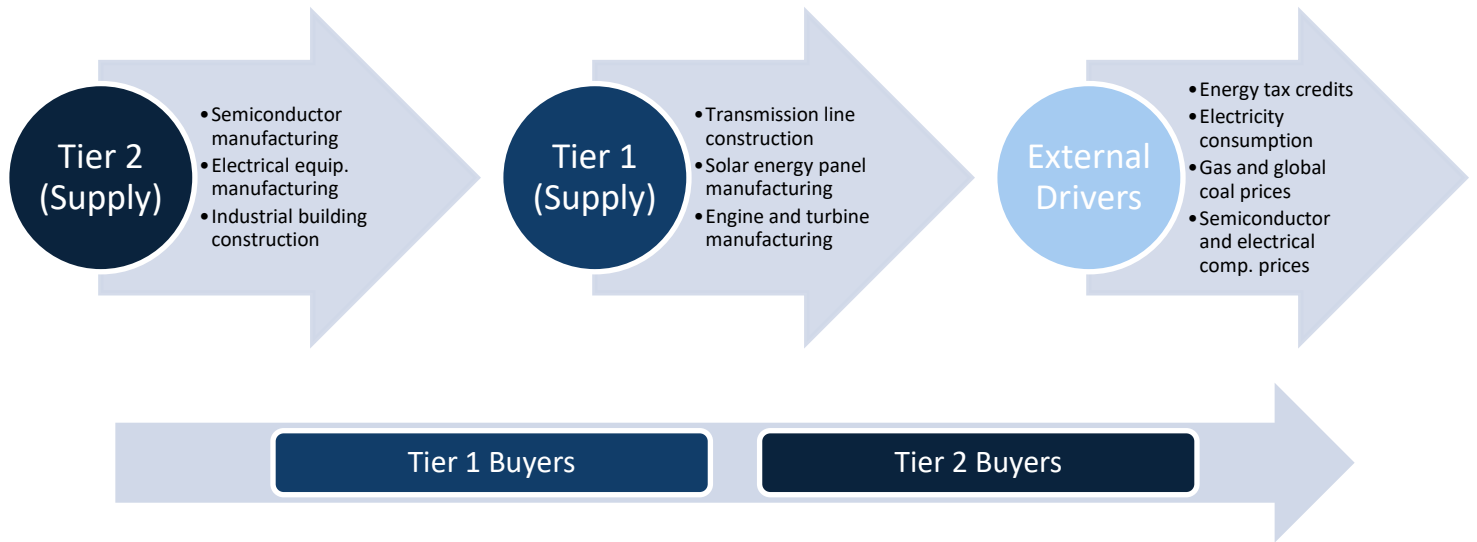 Tier 2
(Supply)
•Semiconductor
manufacturing
•Electrical equip.
manufacturing
•Industrial building
construction
Tier 1
(Supply)
•Transmission line
construction
•Solar energy panel
manufacturing
•Engine and turbine
manufacturing
External
Drivers
•Energy tax credits
•Electricity
consumption
•Gas and global
coal prices
•Semiconductor
and electrical
comp. prices
Tier 1 Buyers
Tier 2 Buyers